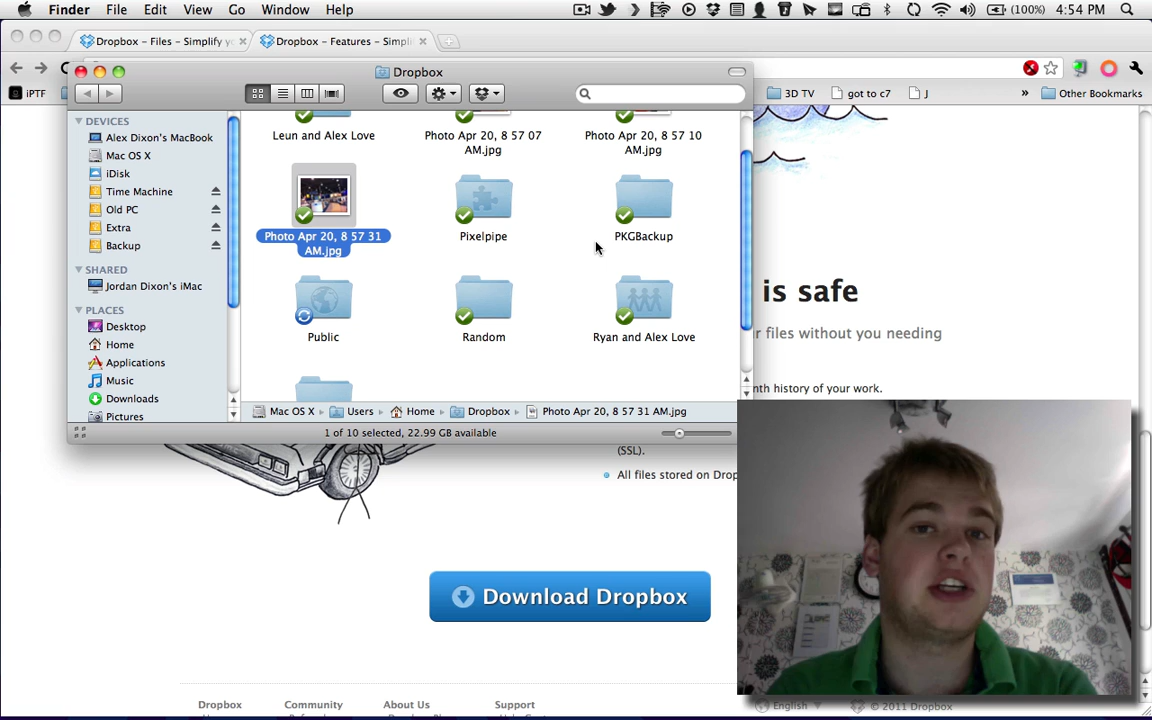 Finder File Edit View Go Window Help (100%) 4:54 PM
Dropbox – Files – Simplify yo Dropbox – Features – Simpli
iPTF 3D TV got to c7 J » Other Bookmarks
Dropbox
DEVICES
Alex Dixon's MacBook
Mac OS X
iDisk
Time Machine
Old PC
Extra
Backup
SHARED
Jordan Dixon's iMac
PLACES
Desktop
Home
Applications
Music
Downloads
Pictures
Leun and Alex Love
Photo Apr 20, 8 57 07
AM.jpg
Photo Apr 20, 8 57 10
AM.jpg
Photo Apr 20, 8 57 31
AM.jpg
Pixelpipe
PKGBackup
Public
Random
Ryan and Alex Love
Mac OS X Users Home Dropbox Photo Apr 20, 8 57 31 AM.jpg
1 of 10 selected, 22.99 GB available
is safe
r files without you needing
nth history of your work.
(SSL).
All files stored on Drop
Download Dropbox
Dropbox Community About Us Support
English © 2011 Dropbox